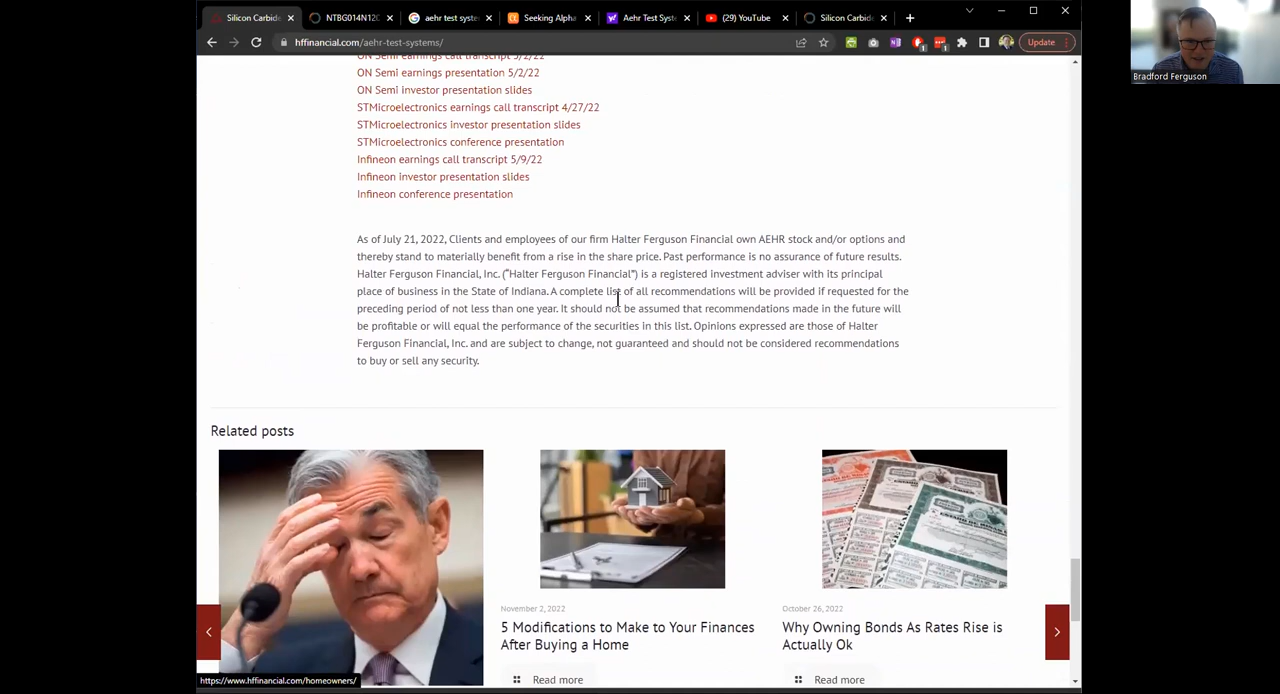 Silicon Carbide
NTBG014N12C
aehr test syste
Seeking Alpha
Aehr Test Syst
(29) YouTube
Silicon Carbide
hffinancial.com/aehr-test-systems/
Update
Bradford Ferguson
ON Semi earnings call transcript 5/2/22
ON Semi earnings presentation 5/2/22
ON Semi investor presentation slides
STMicroelectronics earnings call transcript 4/27/22
STMicroelectronics investor presentation slides
STMicroelectronics conference presentation
Infineon earnings call transcript 5/9/22
Infineon investor presentation slides
Infineon conference presentation
As of July 21, 2022, Clients and employees of our firm Halter Ferguson Financial own AEHR stock and/or options and
thereby stand to materially benefit from a rise in the share price. Past performance is no assurance of future results.
Halter Ferguson Financial, Inc. (“Halter Ferguson Financial”) is a registered investment adviser with its principal
place of business in the State of Indiana. A complete list of all recommendations will be provided if requested for the
preceding period of not less than one year. It should not be assumed that recommendations made in the future will
be profitable or will equal the performance of the securities in this list. Opinions expressed are those of Halter
Ferguson Financial, Inc. and are subject to change, not guaranteed and should not be considered recommendations
to buy or sell any security.
Related posts
November 2, 2022
5 Modifications to Make to Your Finances
After Buying a Home
Read more
October 26, 2022
Why Owning Bonds As Rates Rise is
Actually Ok
Read more
https://www.hffinancial.com/homeowners/